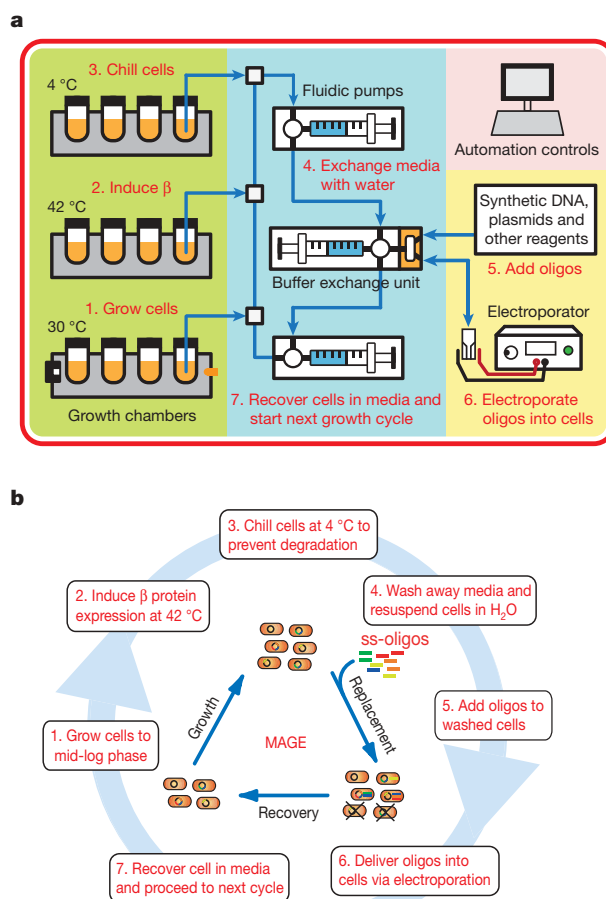 a
3. Chill cells
4 °C
2. Induce β
42 °C
1. Grow cells
30 °C
Growth chambers
Fluidic pumps
4. Exchange media
with water
Buffer exchange unit
7. Recover cells in media and
start next growth cycle
Automation controls
Synthetic DNA,
plasmids and
other reagents
5. Add oligos
Electroporator
6. Electroporate
oligos into cells
b
3. Chill cells at 4 °C to
prevent degradation
2. Induce β protein
expression at 42 °C
4. Wash away media and
resuspend cells in H₂O
ss-oligos
Growth
Replacement
MAGE
1. Grow cells to
mid-log phase
5. Add oligos to
washed cells
Recovery
7. Recover cell in media
and proceed to next cycle
6. Deliver oligos into
cells via electroporation